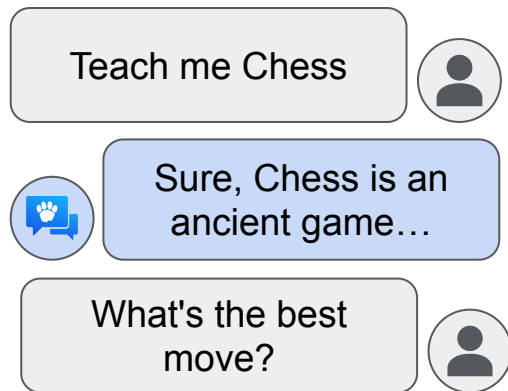 Teach me Chess
Sure, Chess is an
ancient game…
What's the best
move?